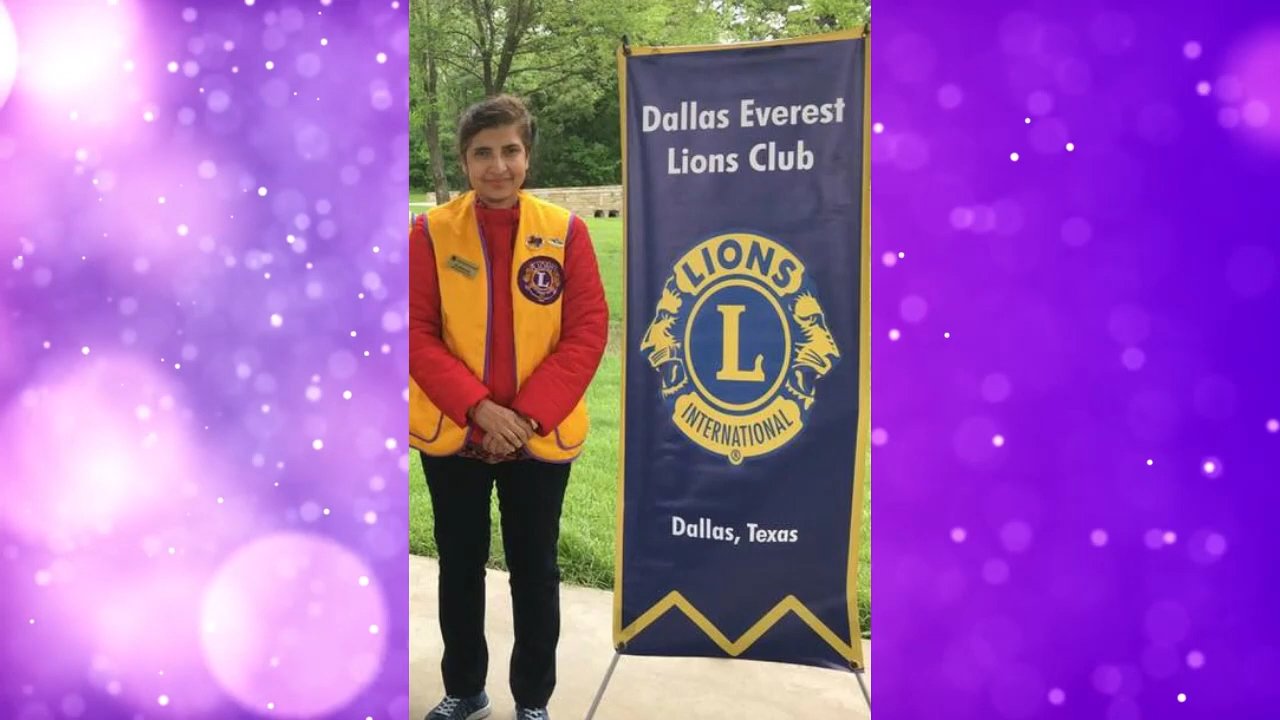 Dallas Everest
Lions Club
LIONS
L
INTERNATIONAL
®
Dallas, Texas
L